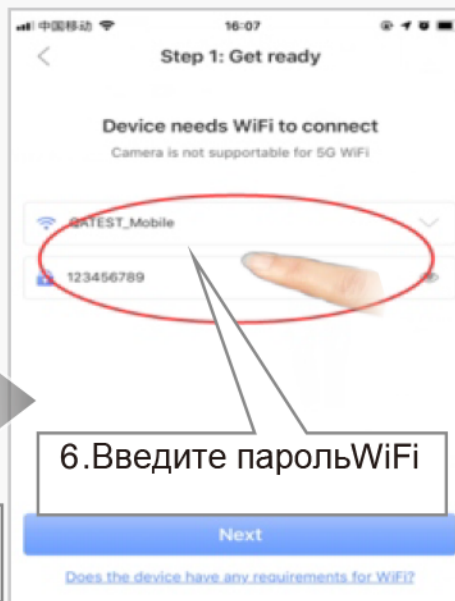 中国移动 16:07
Step 1: Get ready
Device needs WiFi to connect
Camera is not supportable for 5G WiFi
QATEST_Mobile
123456789
6.Введите парольWiFi
Next
Does the device have any requirements for WiFi?